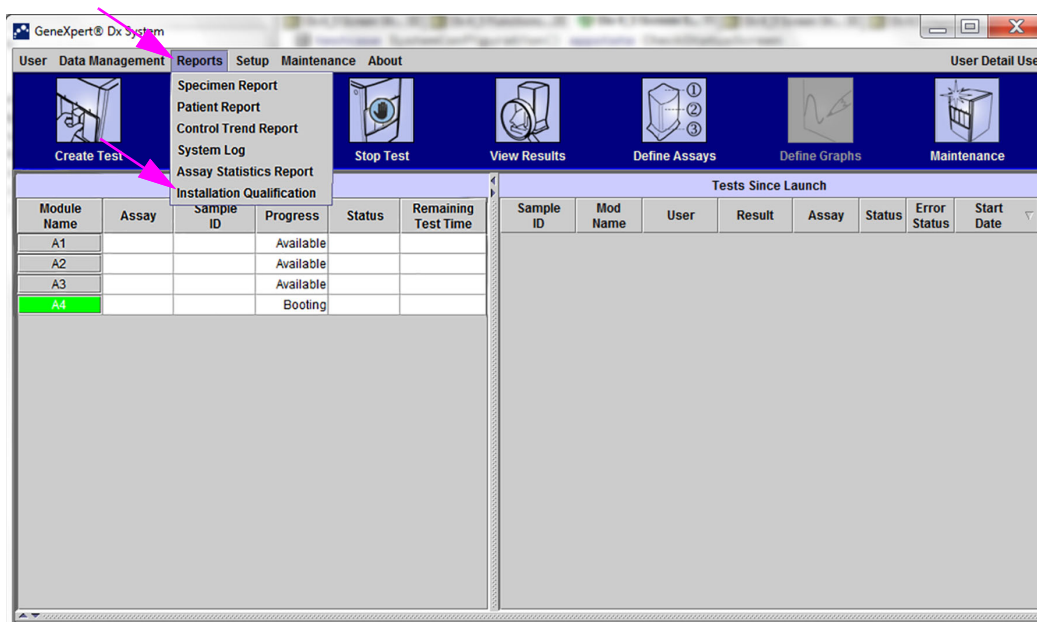 GeneXpert® Dx System
User Data Management Reports Setup Maintenance About User Detail Use
Specimen Report
Patient Report
Control Trend Report
System Log
Assay Statistics Report
Installation Qualification
Create Test Stop Test View Results Define Assays Define Graphs Maintenance
① 
②
③
Tests Since Launch
Module Name Assay Sample ID Progress Status Remaining Test Time
Sample ID Mod Name User Result Assay Status Error Status Start Date
A1 Available
A2 Available
A3 Available
A4 Booting